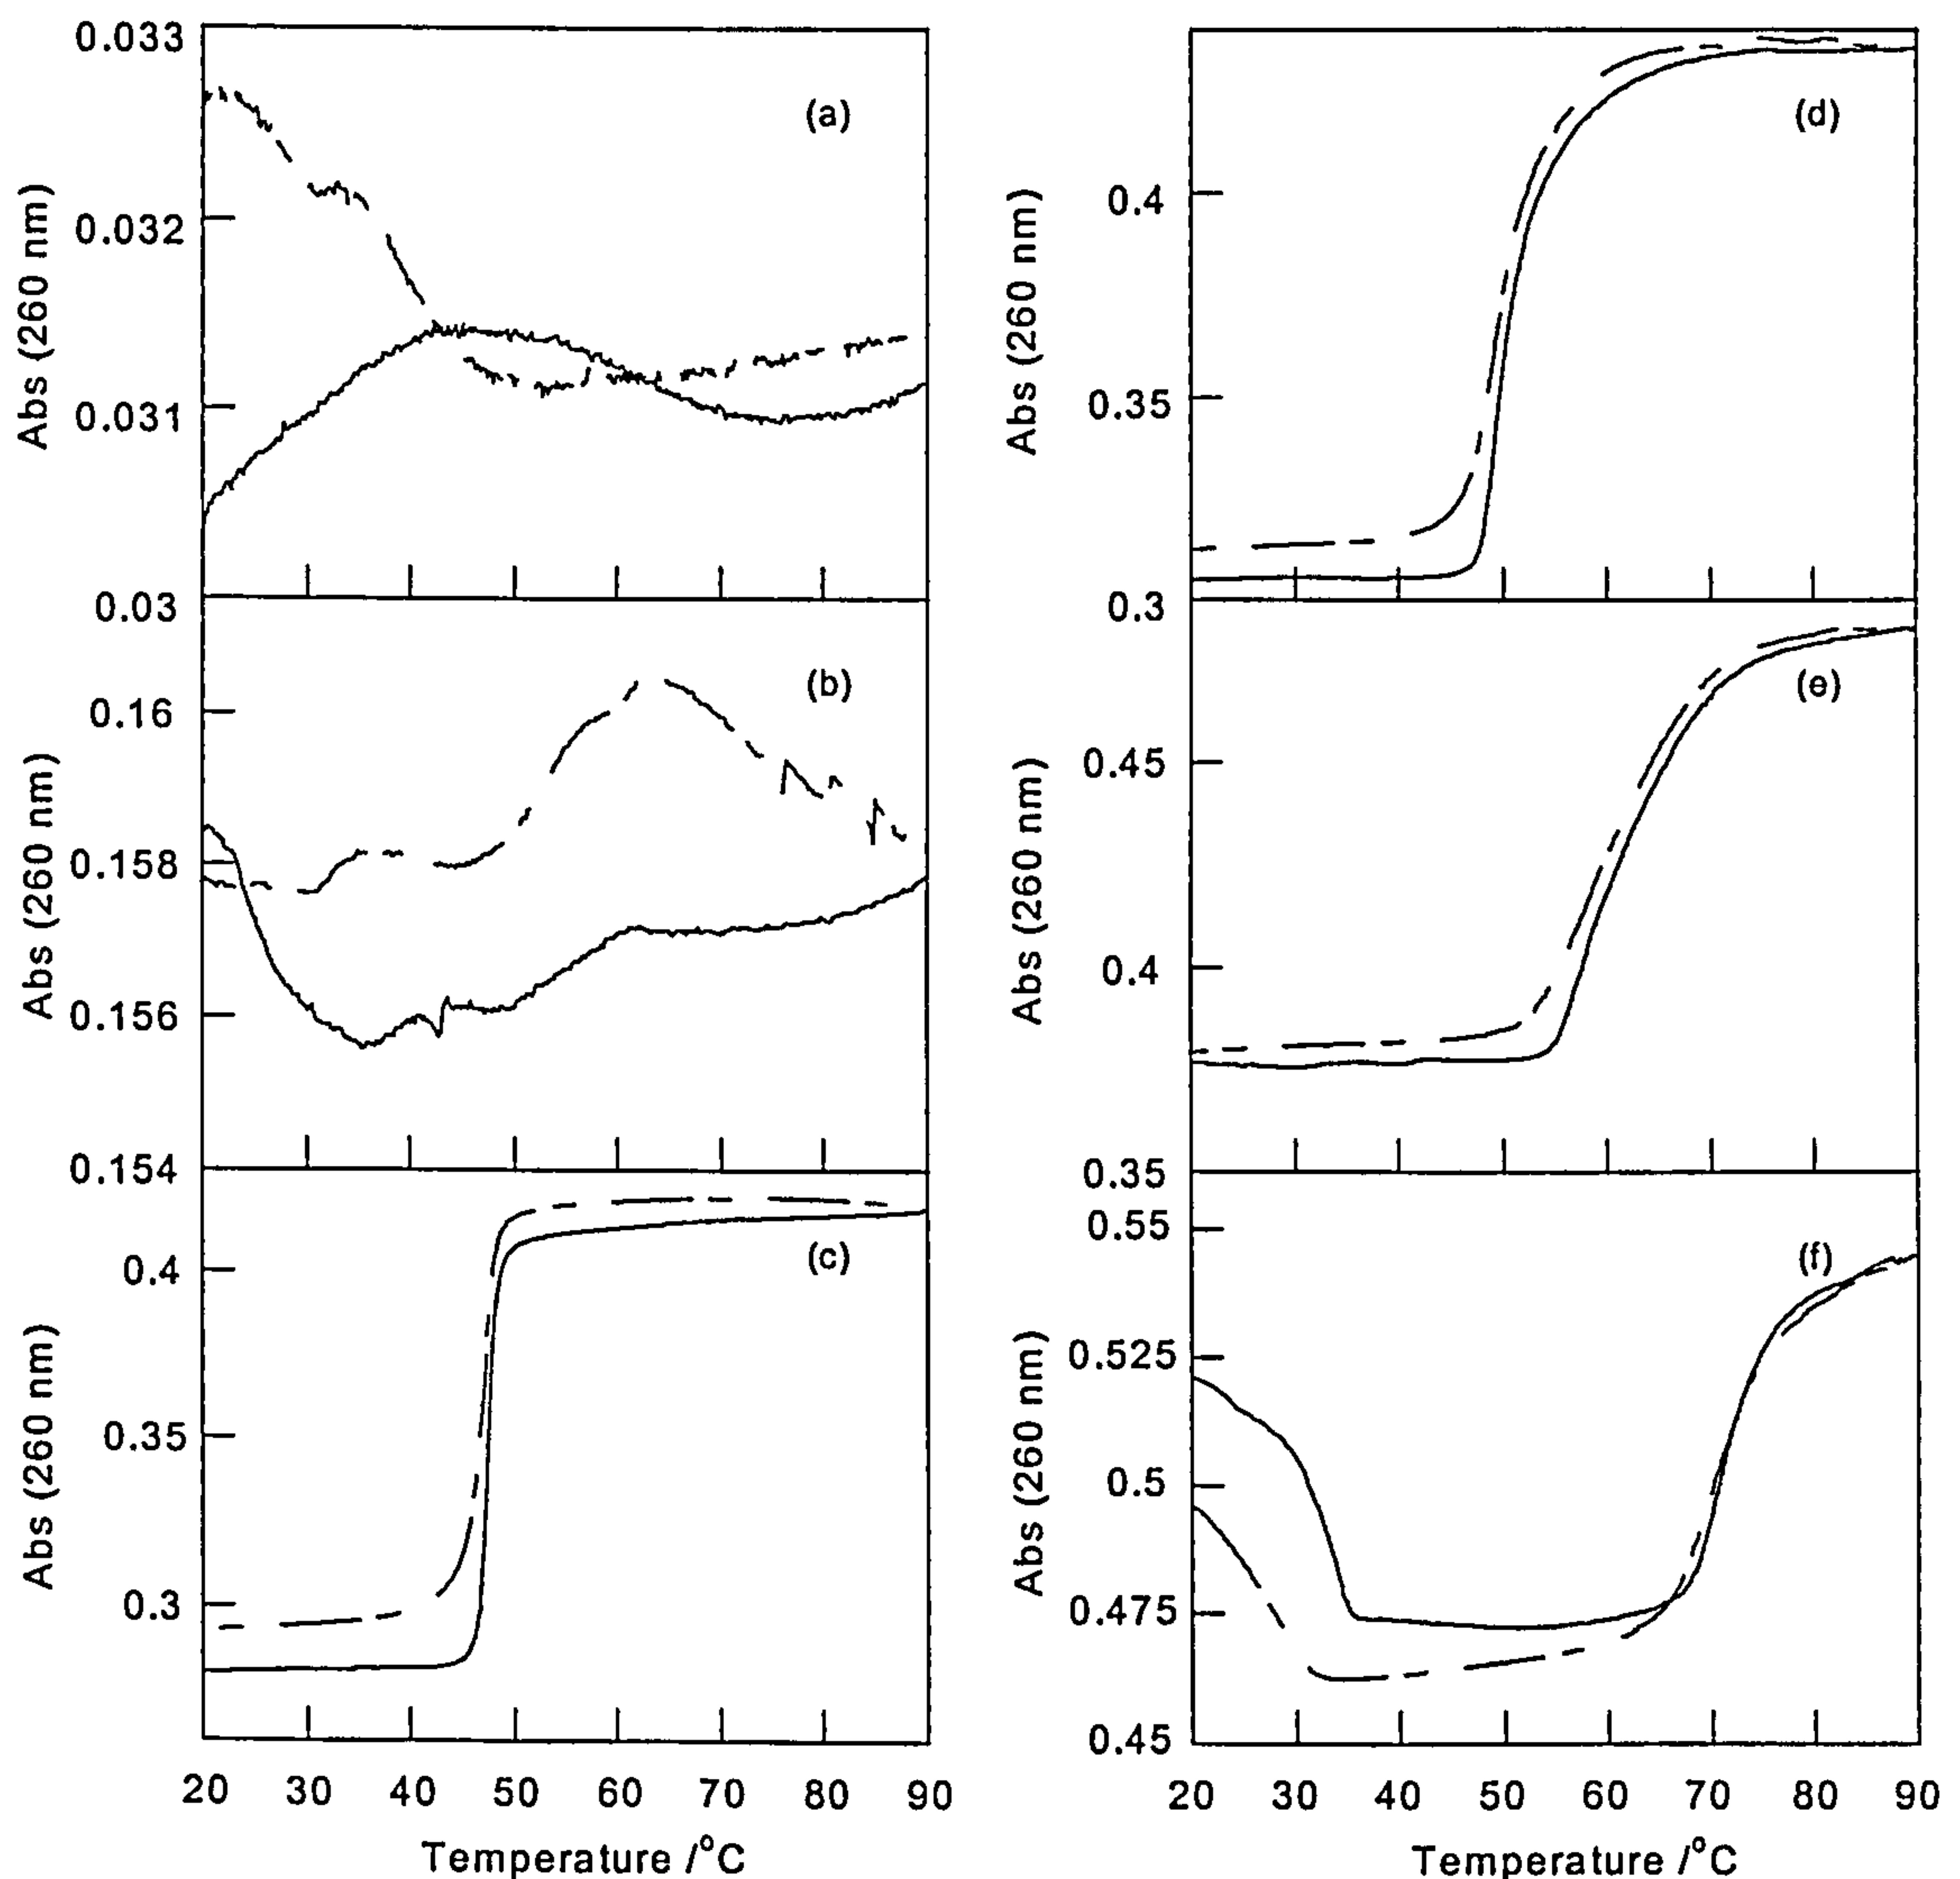 0.033
0.032
0.031
0.03
Abs (260 nm)
(a)
0.16
0.158
0.156
0.154
Abs (260 nm)
(b)
0.4
0.35
0.3
Abs (260 nm)
(c)
20 30 40 50 60 70 80 90
Temperature /°C
0.4
0.35
0.3
Abs (260 nm)
(d)
0.45
0.4
0.35
Abs (260 nm)
(e)
0.55
0.525
0.5
0.475
0.45
Abs (260 nm)
(f)
20 30 40 50 60 70 80 90
Temperature /°C